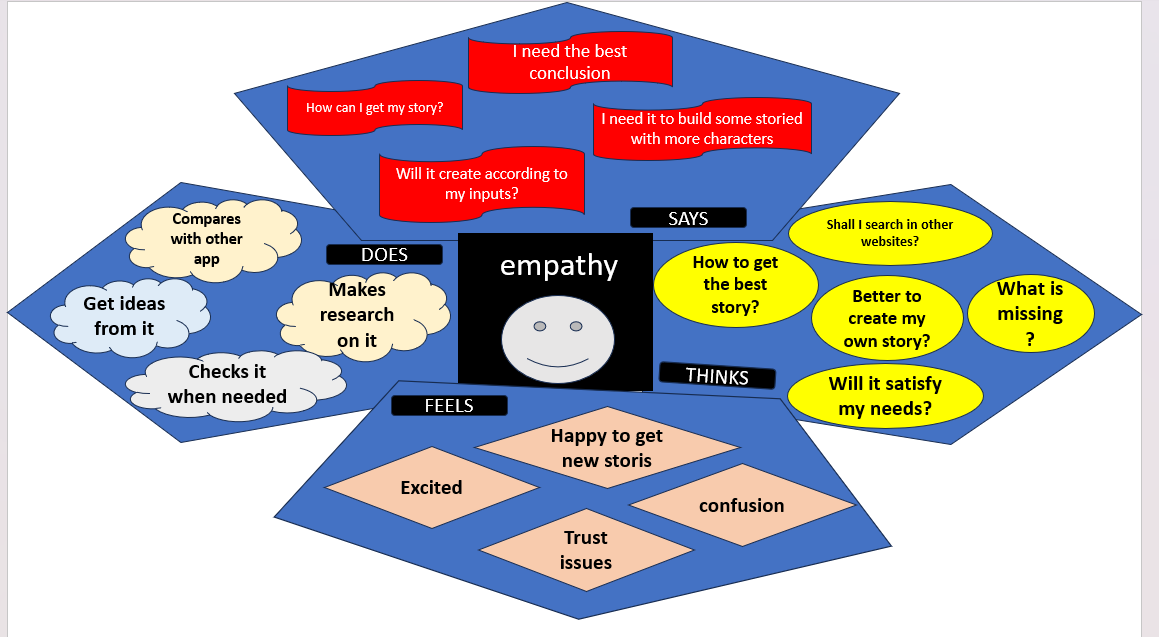 I need the best
conclusion
How can I get my story?
I need it to build some storied
with more characters
Will it create according to
my inputs?
SAYS
Compares
with other
app
DOES
Get ideas
from it
Makes
research
on it
Checks it
when needed
empathy
Shall I search in other
websites?
How to get
the best
story?
Better to
create my
own story?
What is
missing
?
THINKS
Will it satisfy
my needs?
FEELS
Happy to get
new storis
Excited
confusion
Trust
issues